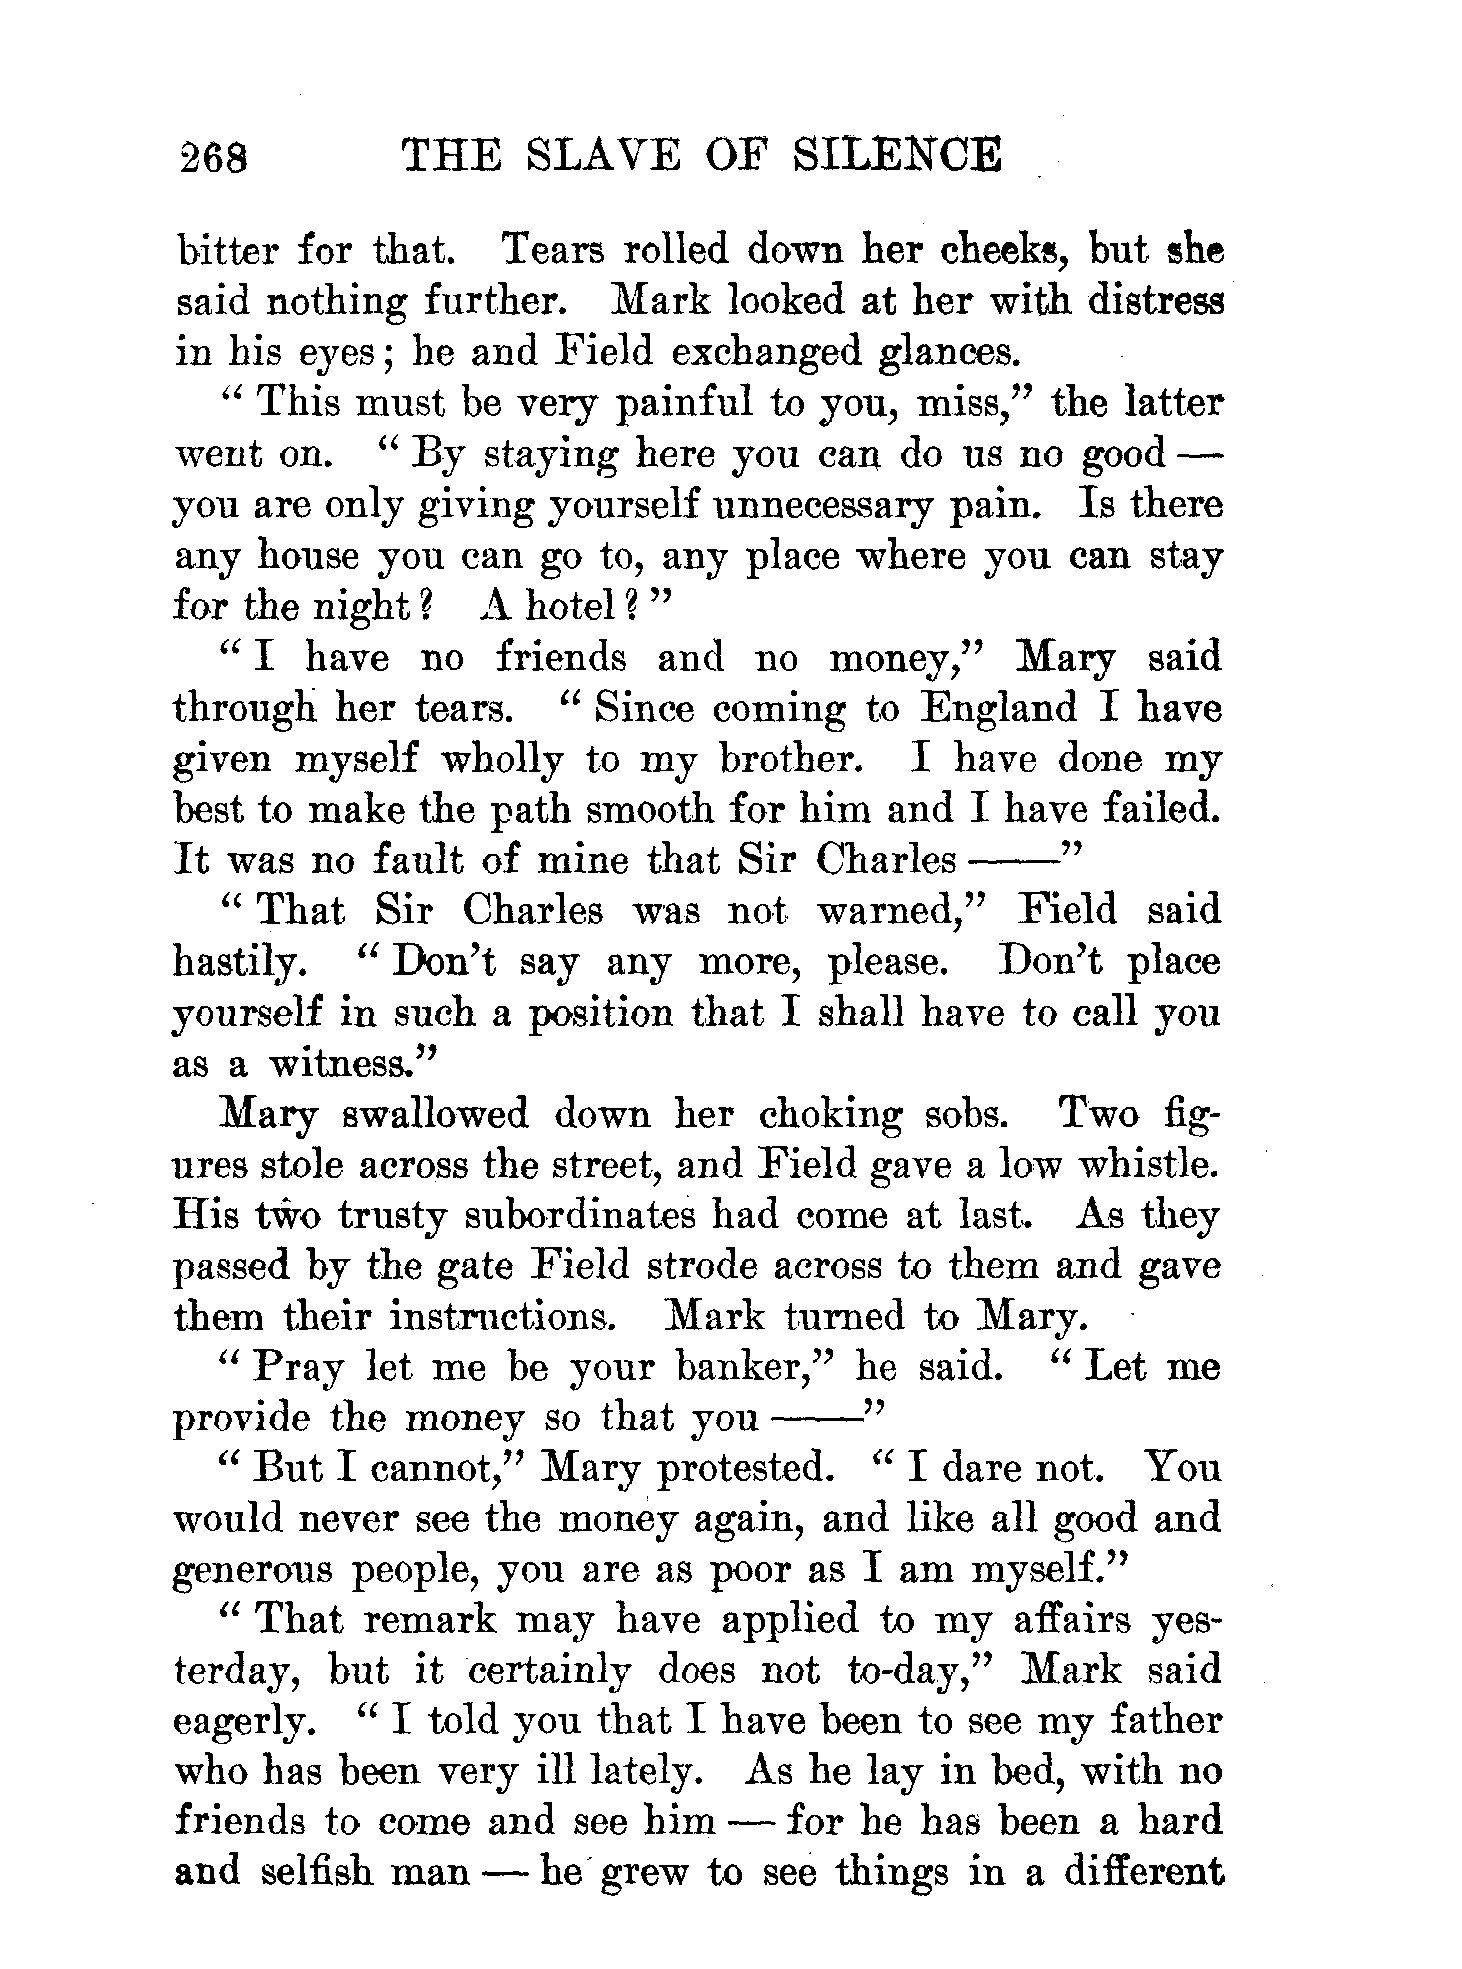 268 THE SLAVE OF SILENCE
bitter for that. Tears rolled down her cheeks, but she
said nothing further. Mark looked at her with distress
in his eyes; he and Field exchanged glances.
“ This must be very painful to you, miss,” the latter
went on. “ By staying here you can do us no good —
you are only giving yourself unnecessary pain. Is there
any house you can go to, any place where you can stay
for the night? A hotel?”
“ I have no friends and no money,” Mary said
through her tears. “ Since coming to England I have
given myself wholly to my brother. I have done my
best to make the path smooth for him and I have failed.
It was no fault of mine that Sir Charles ——”
“ That Sir Charles was not warned,” Field said
hastily. “ Don’t say any more, please. Don’t place
yourself in such a position that I shall have to call you
as a witness.”
Mary swallowed down her choking sobs. Two fig-
ures stole across the street, and Field gave a low whistle.
His two trusty subordinates had come at last. As they
passed by the gate Field strode across to them and gave
them their instructions. Mark turned to Mary.
“ Pray let me be your banker,” he said. “ Let me
provide the money so that you ——”
“ But I cannot,” Mary protested. “ I dare not. You
would never see the money again, and like all good and
generous people, you are as poor as I am myself.”
“ That remark may have applied to my affairs yes-
terday, but it certainly does not to-day,” Mark said
eagerly. “ I told you that I have been to see my father
who has been very ill lately. As he lay in bed, with no
friends to come and see him — for he has been a hard
and selfish man — he grew to see things in a different